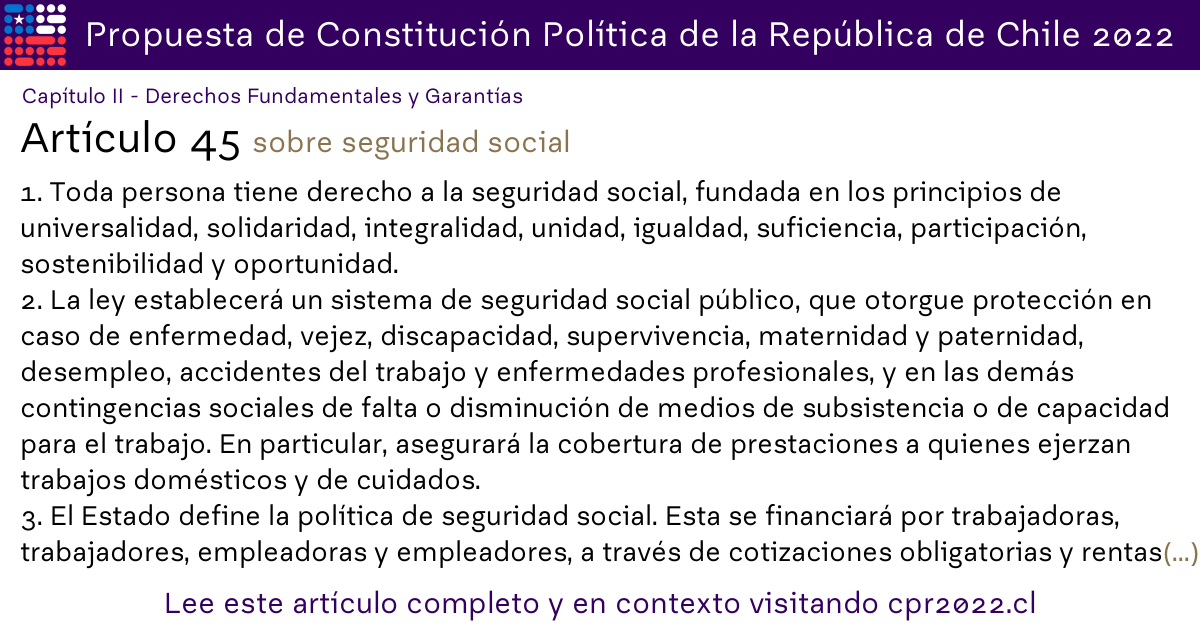 Propuesta de Constitución Política de la República de Chile 2022
Capítulo II - Derechos Fundamentales y Garantías
Artículo 45 sobre seguridad social
1. Toda persona tiene derecho a la seguridad social, fundada en los principios de
universalidad, solidaridad, integralidad, unidad, igualdad, suficiencia, participación,
sostenibilidad y oportunidad.
2. La ley establecerá un sistema de seguridad social público, que otorgue protección en
caso de enfermedad, vejez, discapacidad, supervivencia, maternidad y paternidad,
desempleo, accidentes del trabajo y enfermedades profesionales, y en las demás
contingencias sociales de falta o disminución de medios de subsistencia o de capacidad
para el trabajo. En particular, asegurará la cobertura de prestaciones a quienes ejerzan
trabajos domésticos y de cuidados.
3. El Estado define la política de seguridad social. Esta se financiará por trabajadoras,
trabajadores, empleadoras y empleadores, a través de cotizaciones obligatorias y rentas(...)
Lee este artículo completo y en contexto visitando cpr2022.cl